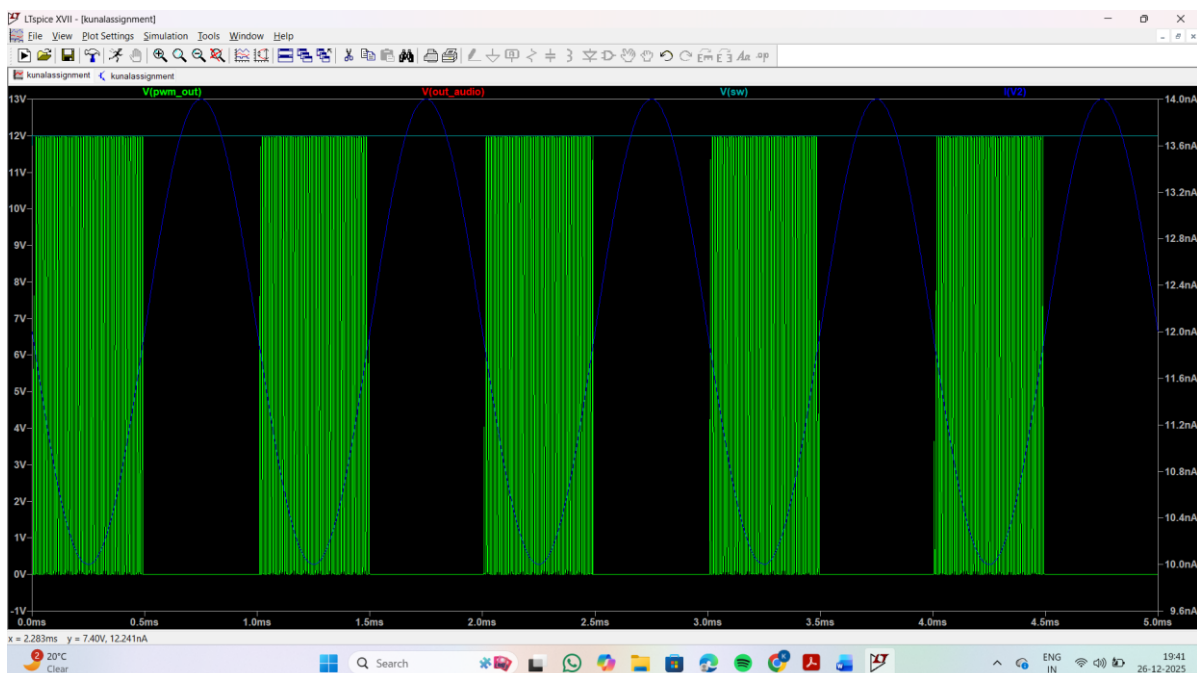 LTspice XVII - [kunalassignment]
File View Plot Settings Simulation Tools Window Help
kunalassignment kunalassignment
V(pwm_out) V(out_audio) V(sw) I(V2)
13V 14.0nA
12V 13.6nA
11V 13.2nA
10V 12.8nA
9V 12.4nA
8V 12.0nA
7V 11.6nA
6V 11.2nA
5V 10.8nA
4V 10.4nA
3V 10.0nA
2V 9.6nA
1V
0V
-1V
0.0ms 0.5ms 1.0ms 1.5ms 2.0ms 2.5ms 3.0ms 3.5ms 4.0ms 4.5ms 5.0ms
x = 2.283ms y = 7.40V, 12.241nA
2 20°C
Clear
Search
ENG
IN
19:41
26-12-2025